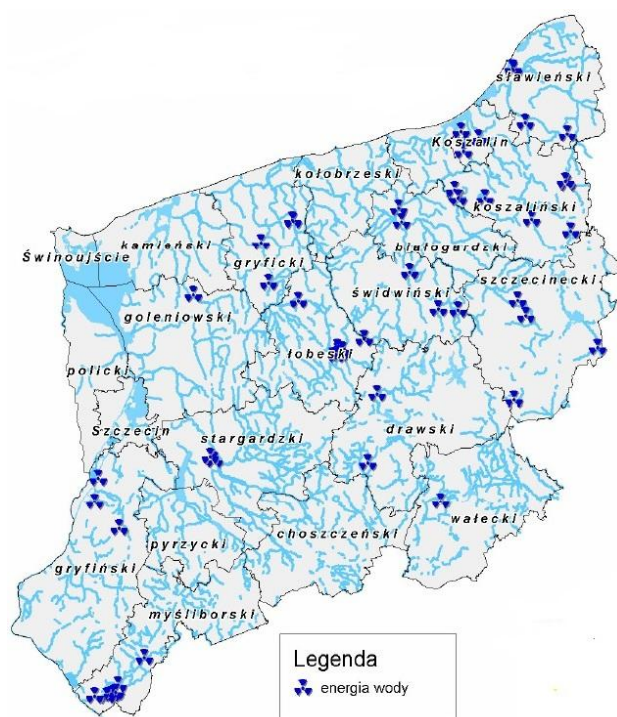 sławieński
Koszalin
kołobrzeski
koszaliński
kamieński
białogardzki
Świnoujście
gryficki
świdwiński
szczecinecki
goleniowski
łobeski
policki
Szczecin
stargardzki
drawski
wałecki
choszczeński
pyrzycki
gryfiński
myśliborski
Legenda
energia wody